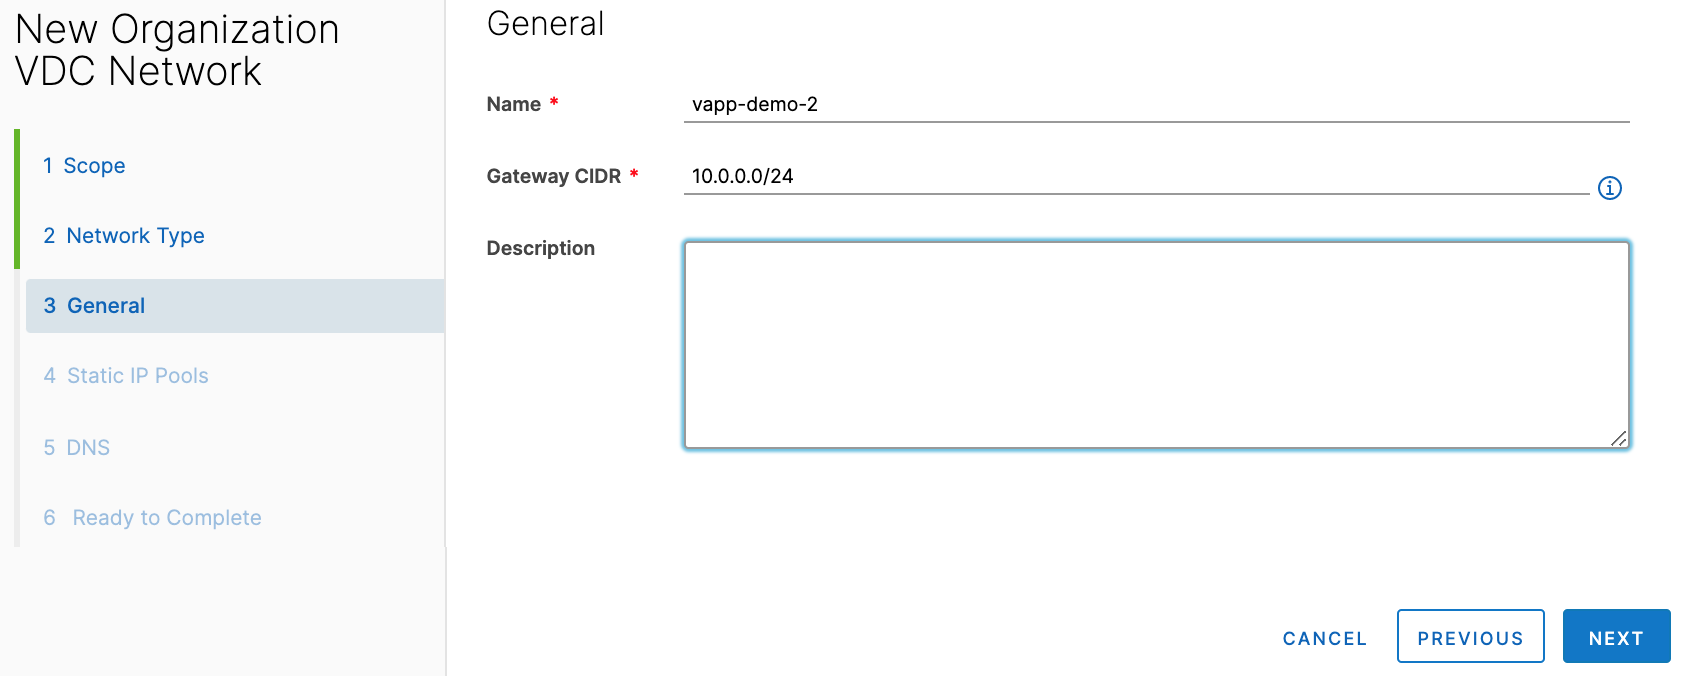 New Organization
VDC Network
1 Scope
2 Network Type
3 General
4 Static IP Pools
5 DNS
6 Ready to Complete
General
Name *
vapp-demo-2
Gateway CIDR *
10.0.0.0/24
Description
CANCEL
PREVIOUS
NEXT